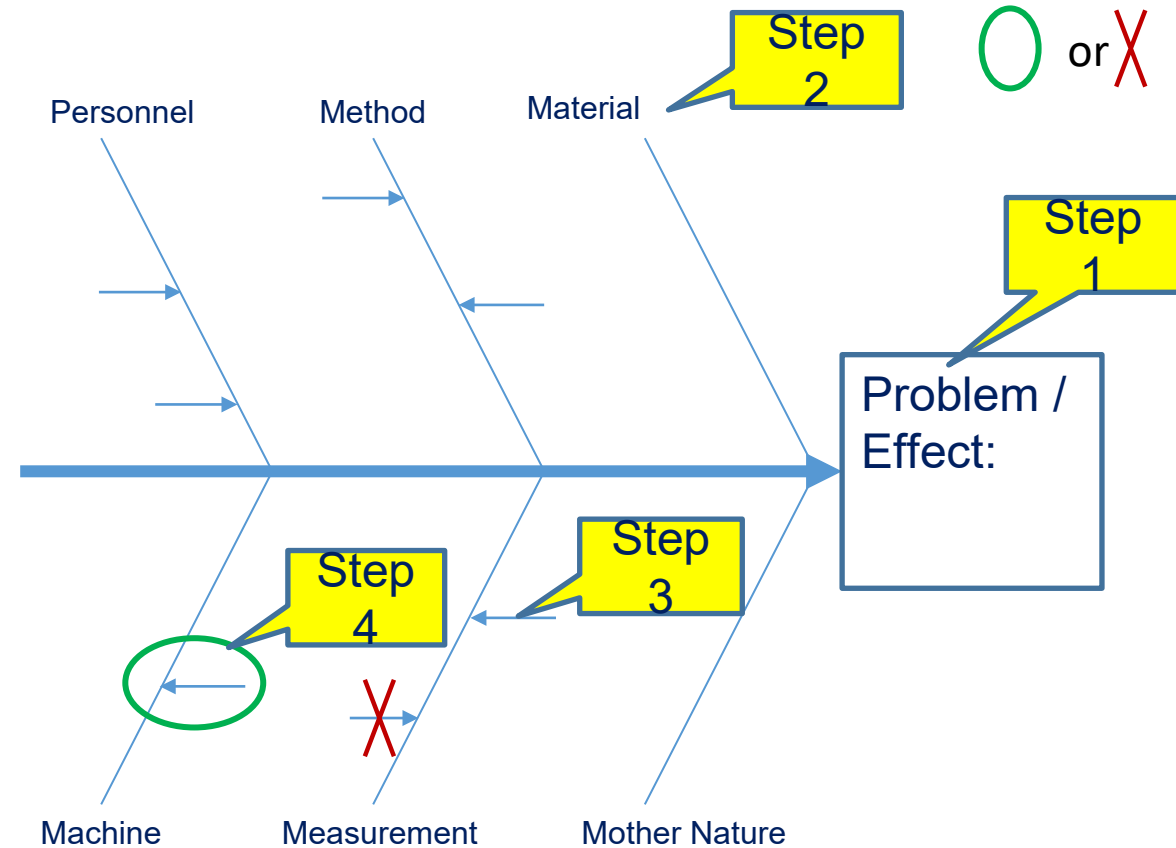 Step
2
or
Personnel
Method
Material
Step
1
Problem /
Effect:
Step
3
Step
4
Machine
Measurement
Mother Nature